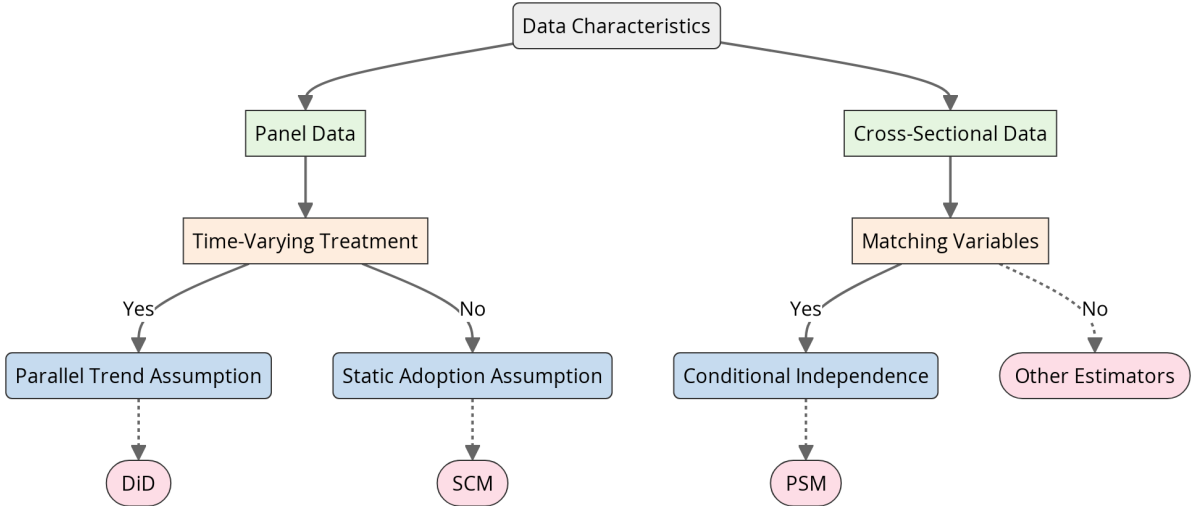 Data Characteristics
Panel Data
Cross-Sectional Data
Time-Varying Treatment
Matching Variables
Yes
No
Yes
No
Parallel Trend Assumption
Static Adoption Assumption
Conditional Independence
Other Estimators
DiD
SCM
PSM